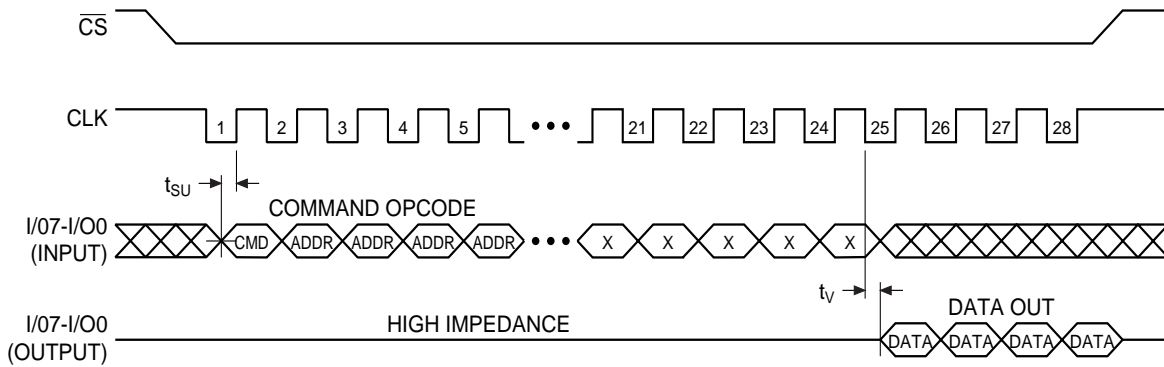 CS
CLK
1 2 3 4 5 ••• 21 22 23 24 25 26 27 28
tSU
COMMAND OPCODE
I/07-I/O0
(INPUT)
CMD ADDR ADDR ADDR ADDR ••• X X X X X
tV
DATA OUT
I/07-I/O0
(OUTPUT)
HIGH IMPEDANCE
DATA DATA DATA DATA